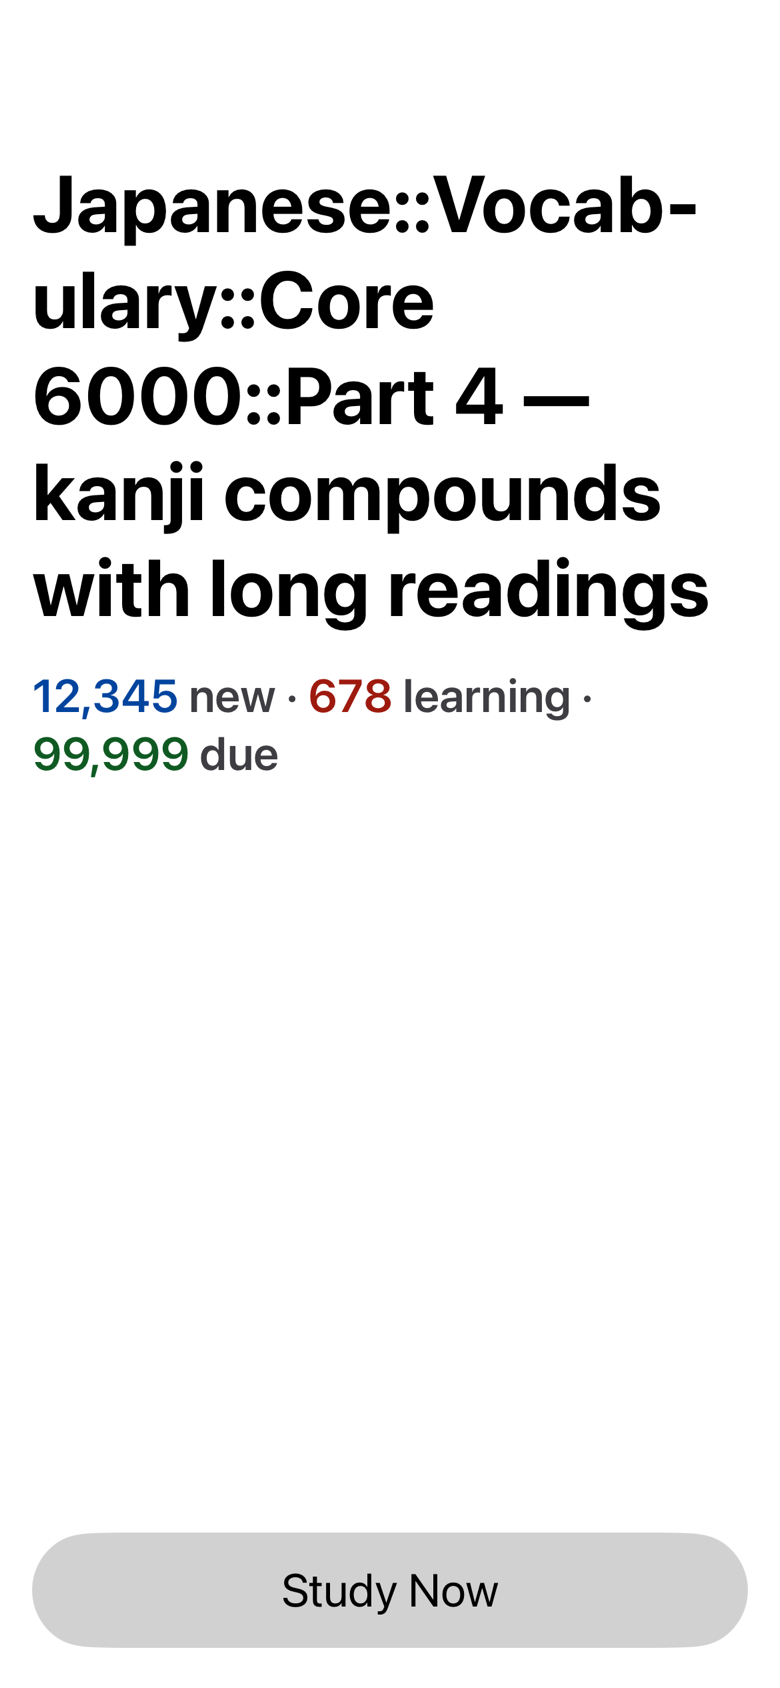 Japanese::Vocab-
ulary::Core
6000::Part 4 —
kanji compounds
with long readings
12,345 new · 678 learning ·
99,999 due
Study Now